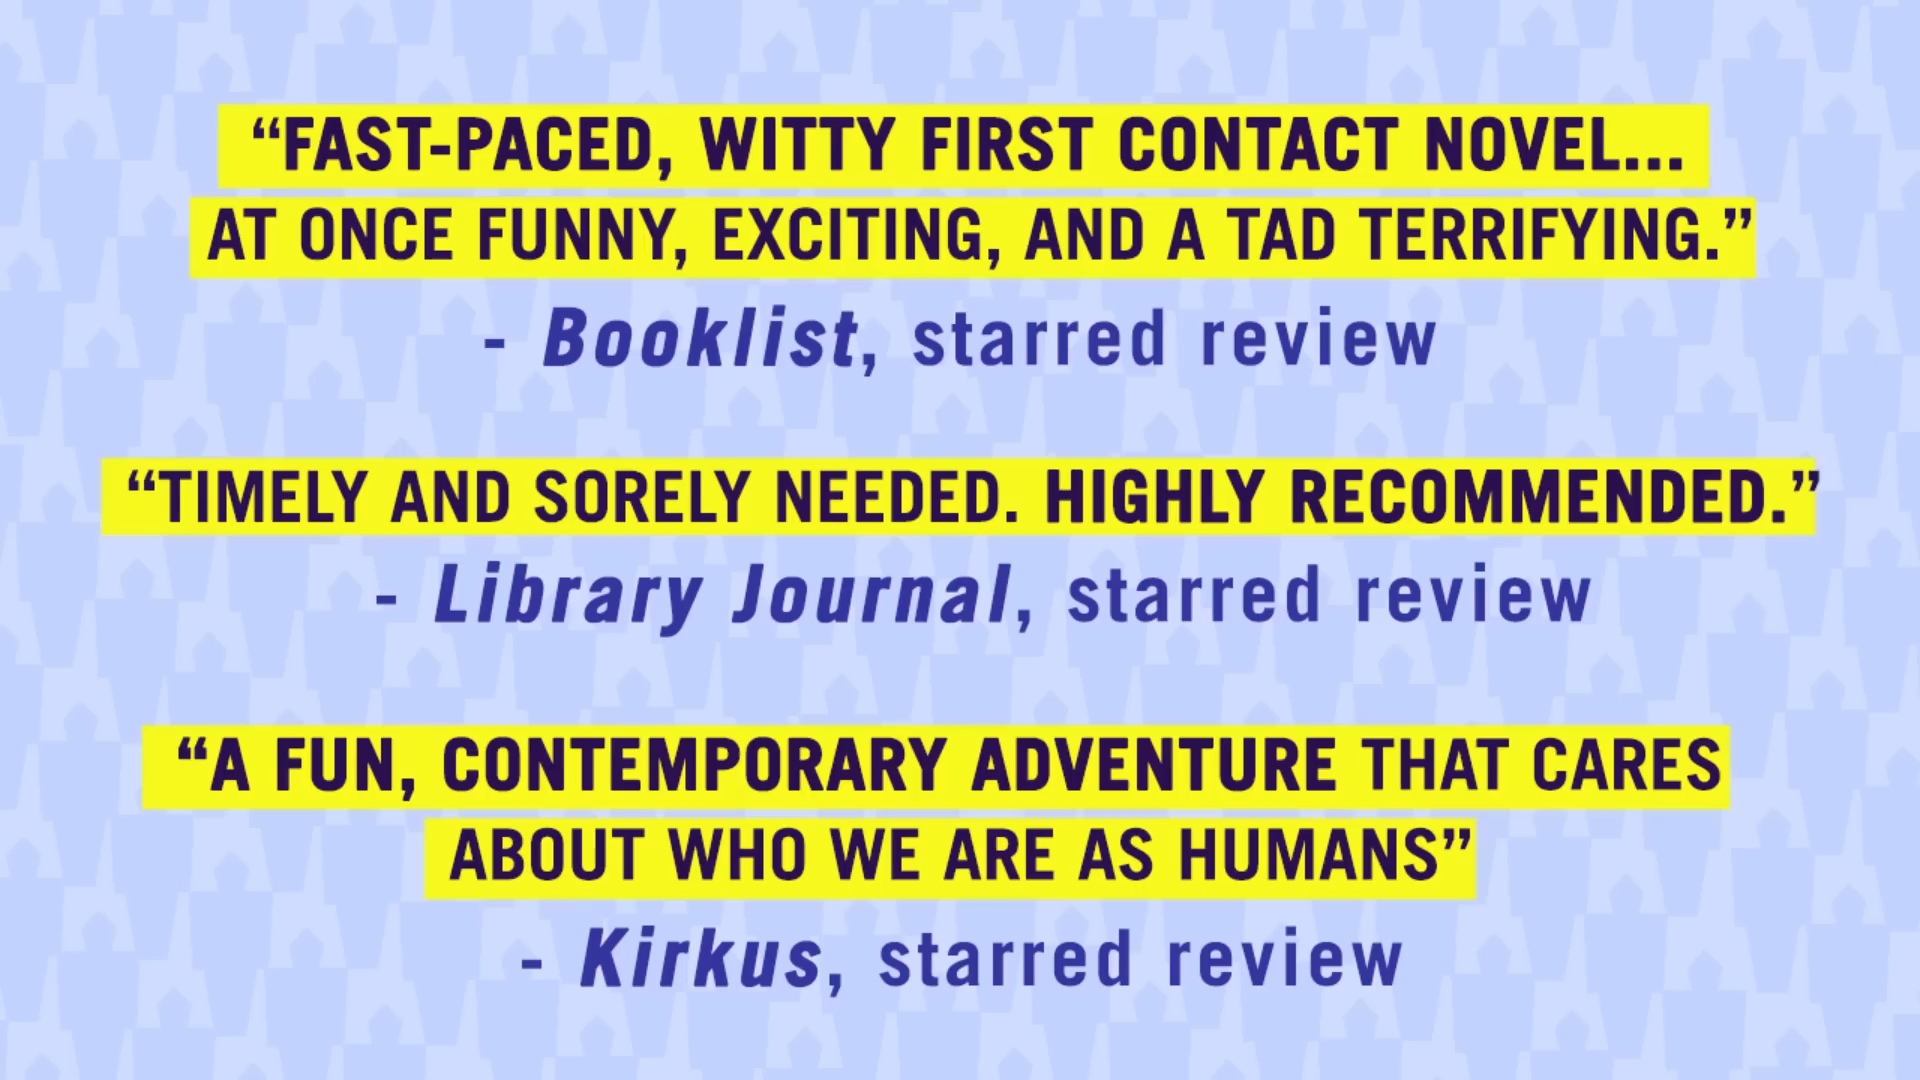 “FAST-PACED, WITTY FIRST CONTACT NOVEL...
AT ONCE FUNNY, EXCITING, AND A TAD TERRIFYING.”
- Booklist, starred review
“TIMELY AND SORELY NEEDED. HIGHLY RECOMMENDED.”
- Library Journal, starred review
“A FUN, CONTEMPORARY ADVENTURE THAT CARES
ABOUT WHO WE ARE AS HUMANS”
- Kirkus, starred review